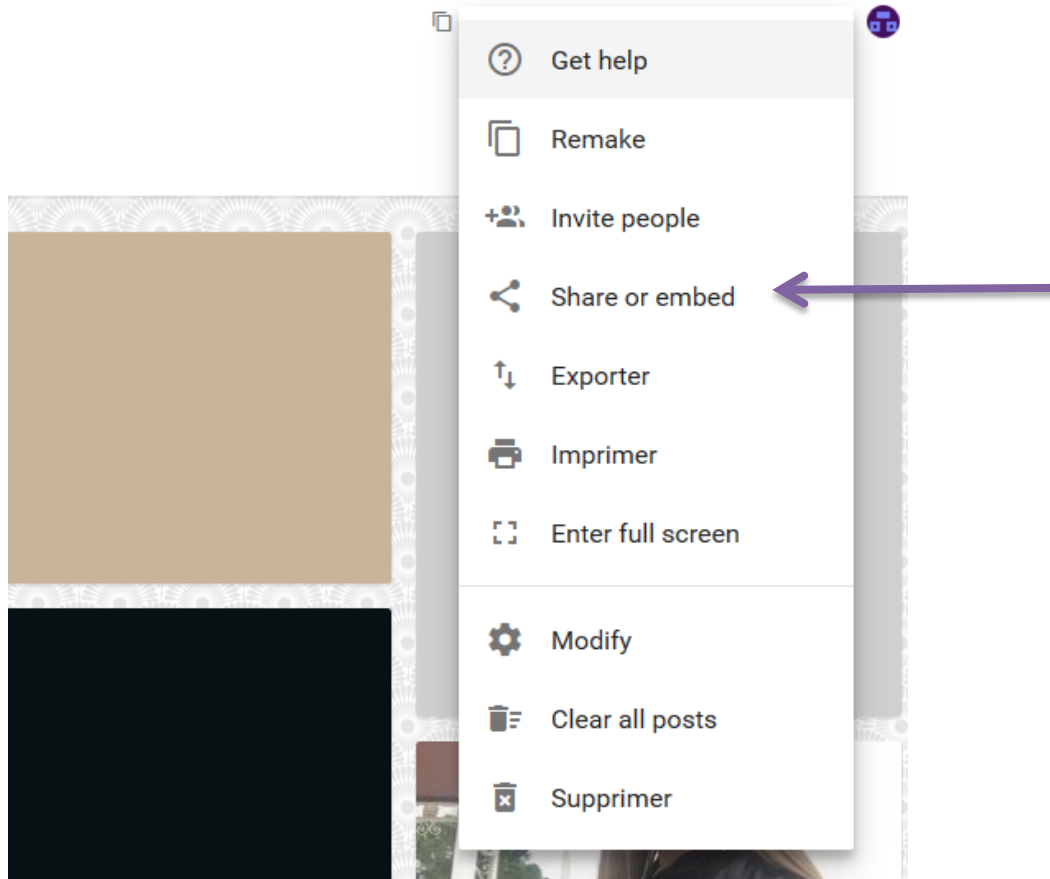 Get help
Remake
Invite people
Share or embed
Exporter
Imprimer
Enter full screen
Modify
Clear all posts
Supprimer